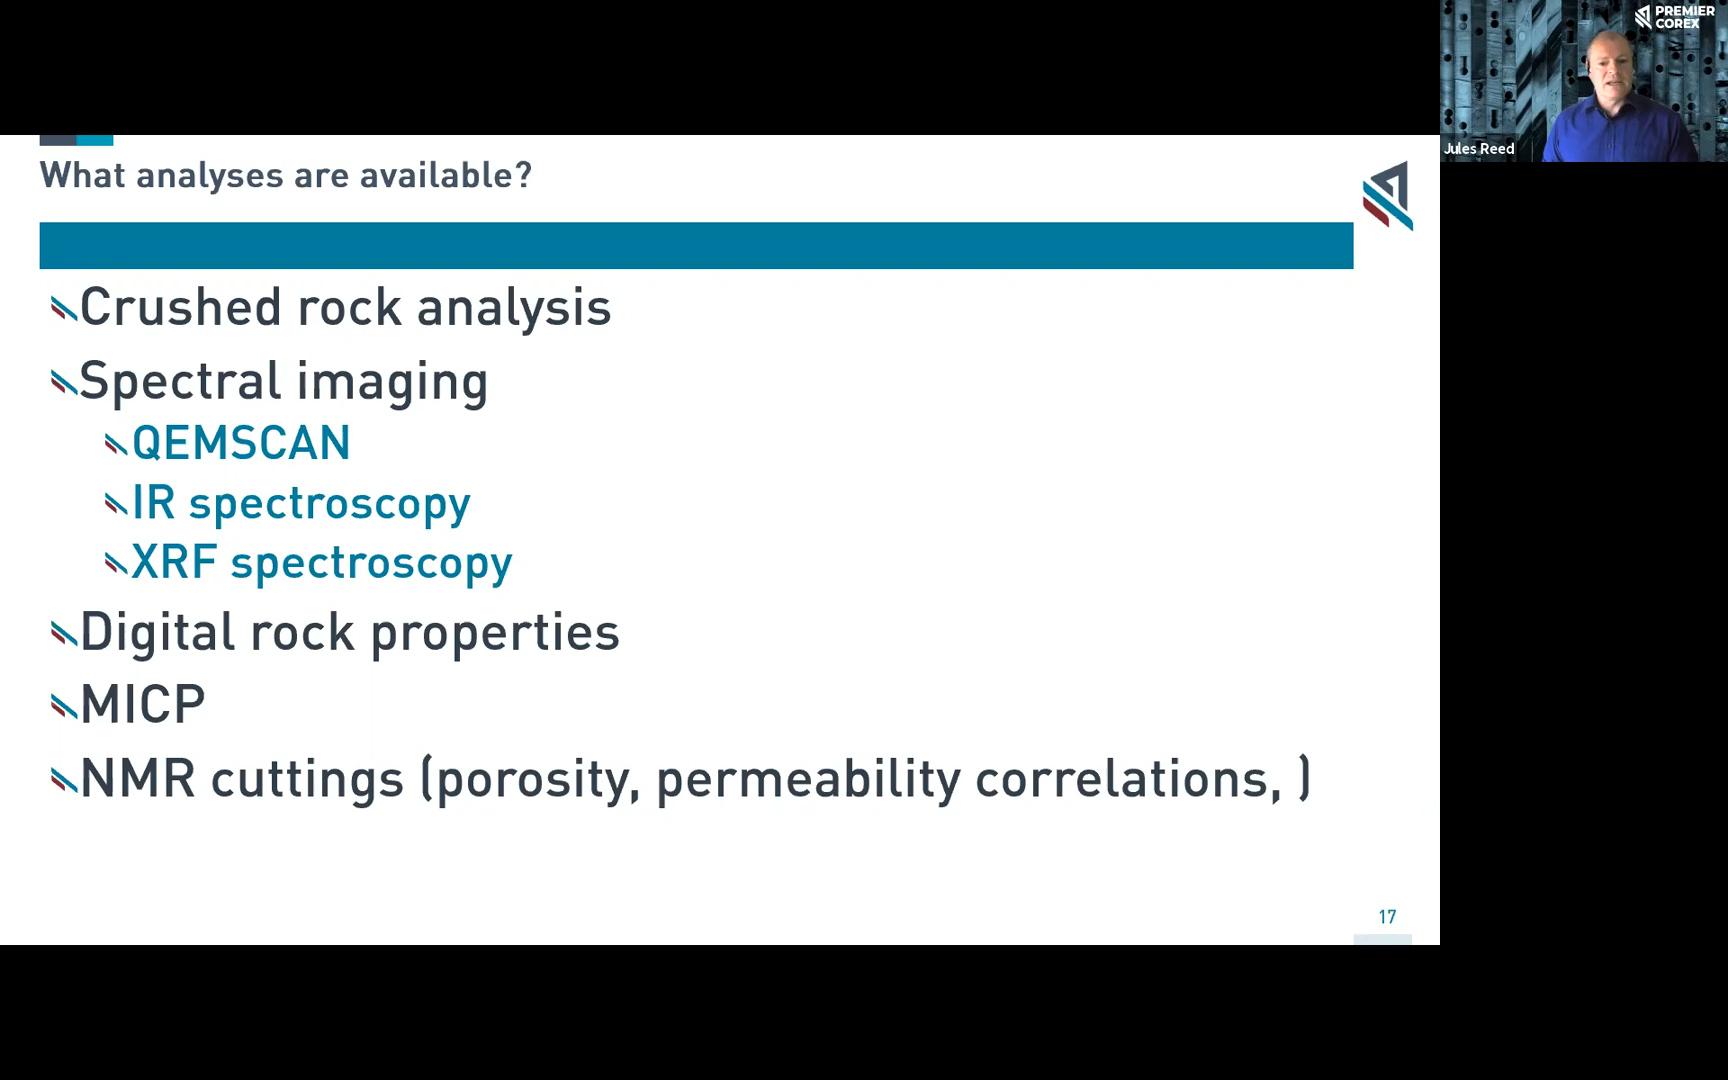 PREMIER
COREX
Jules Reed
What analyses are available?
Crushed rock analysis
Spectral imaging
QEMSCAN
IR spectroscopy
XRF spectroscopy
Digital rock properties
MICP
NMR cuttings (porosity, permeability correlations, )
17